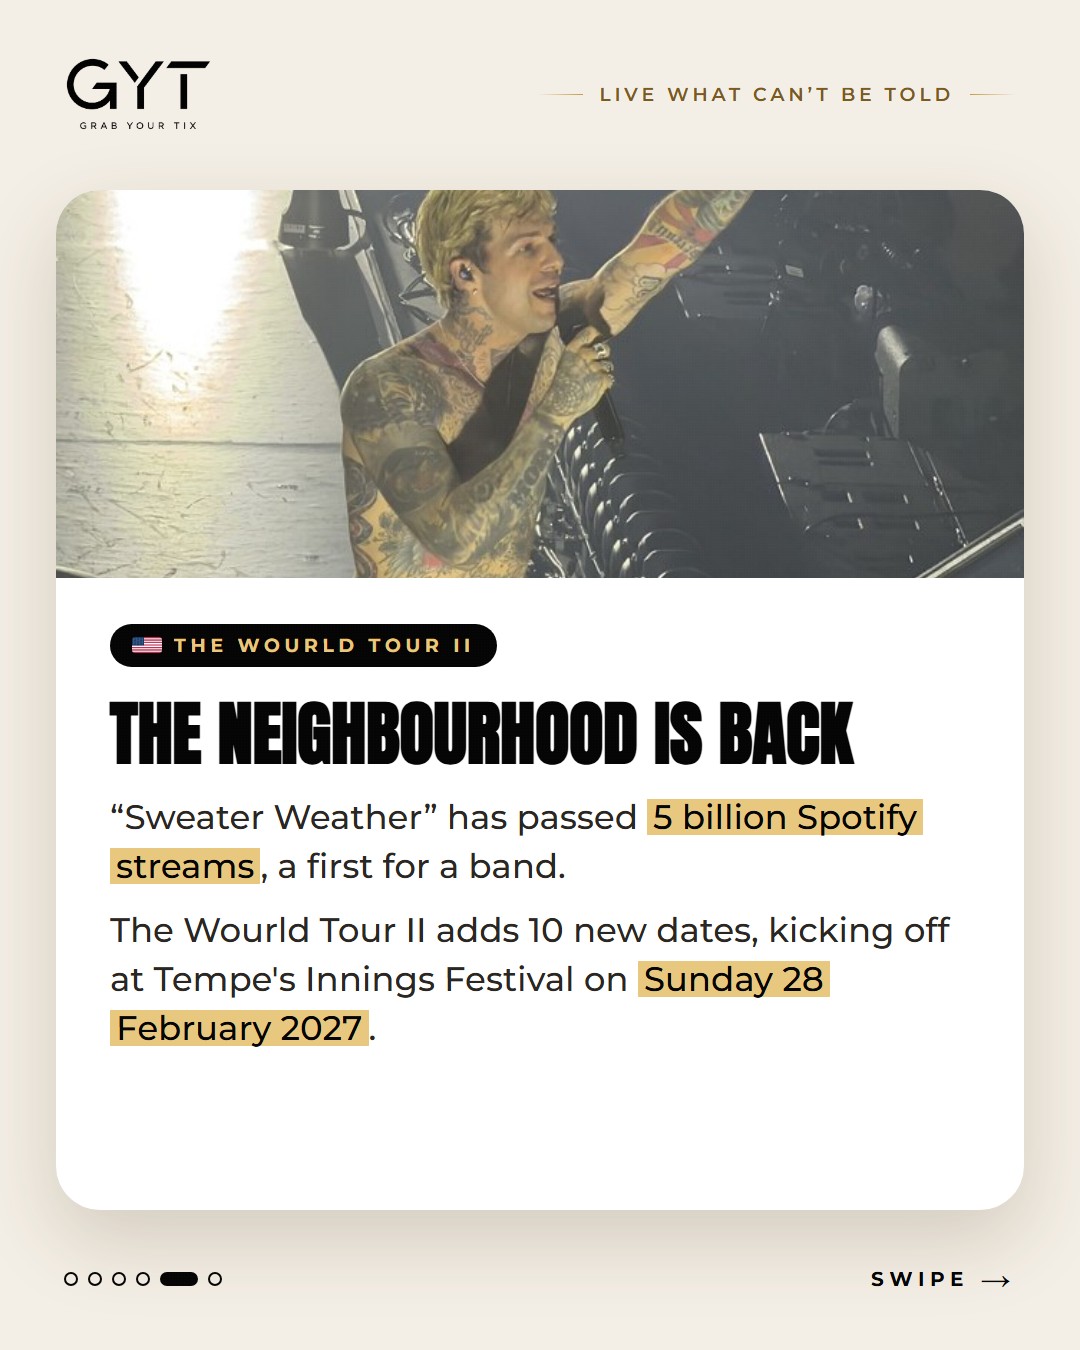 GYT
GRAB YOUR TIX
LIVE WHAT CAN’T BE TOLD
THE WOURLD TOUR II
THE NEIGHBOURHOOD IS BACK
“Sweater Weather” has passed 5 billion Spotify
streams, a first for a band.
The Wourld Tour II adds 10 new dates, kicking off
at Tempe's Innings Festival on Sunday 28
February 2027.
SWIPE →